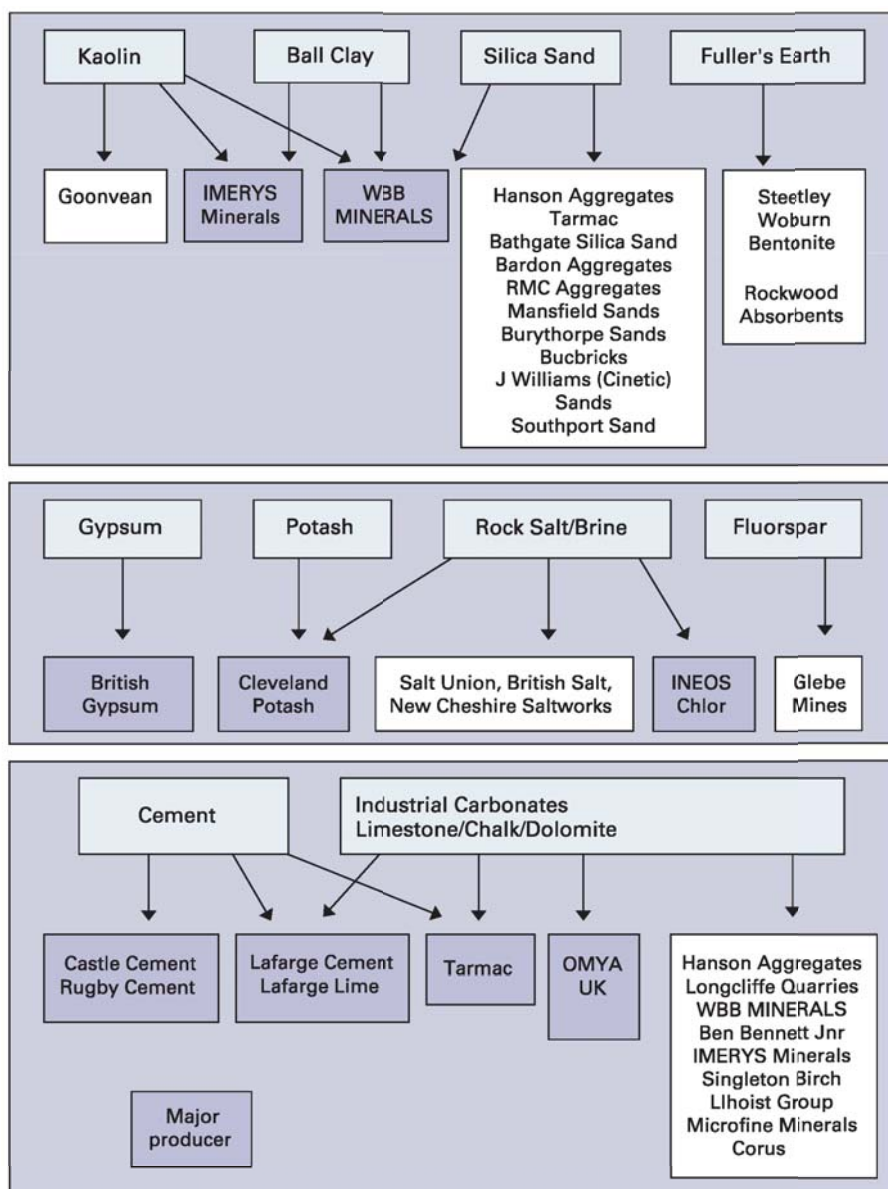 Kaolin
Ball Clay
Silica Sand
Fuller's Earth
Goonvean
IMERYS
Minerals
WBB
MINERALS
Hanson Aggregates
Tarmac
Bathgate Silica Sand
Bardon Aggregates
RMC Aggregates
Mansfield Sands
Burythorpe Sands
Bucbricks
J Williams (Cinetic)
Sands
Southport Sand
Steetley
Woburn
Bentonite
Rockwood
Absorbents
Gypsum
Potash
Rock Salt/Brine
Fluorspar
British
Gypsum
Cleveland
Potash
Salt Union, British Salt,
New Cheshire Saltworks
INEOS
Chlor
Glebe
Mines
Cement
Industrial Carbonates
Limestone/Chalk/Dolomite
Castle Cement
Rugby Cement
Lafarge Cement
Lafarge Lime
Tarmac
OMYA
UK
Hanson Aggregates
Longcliffe Quarries
WBB MINERALS
Ben Bennett Jnr
IMERYS Minerals
Singleton Birch
Llhoist Group
Microfine Minerals
Corus
Major
producer